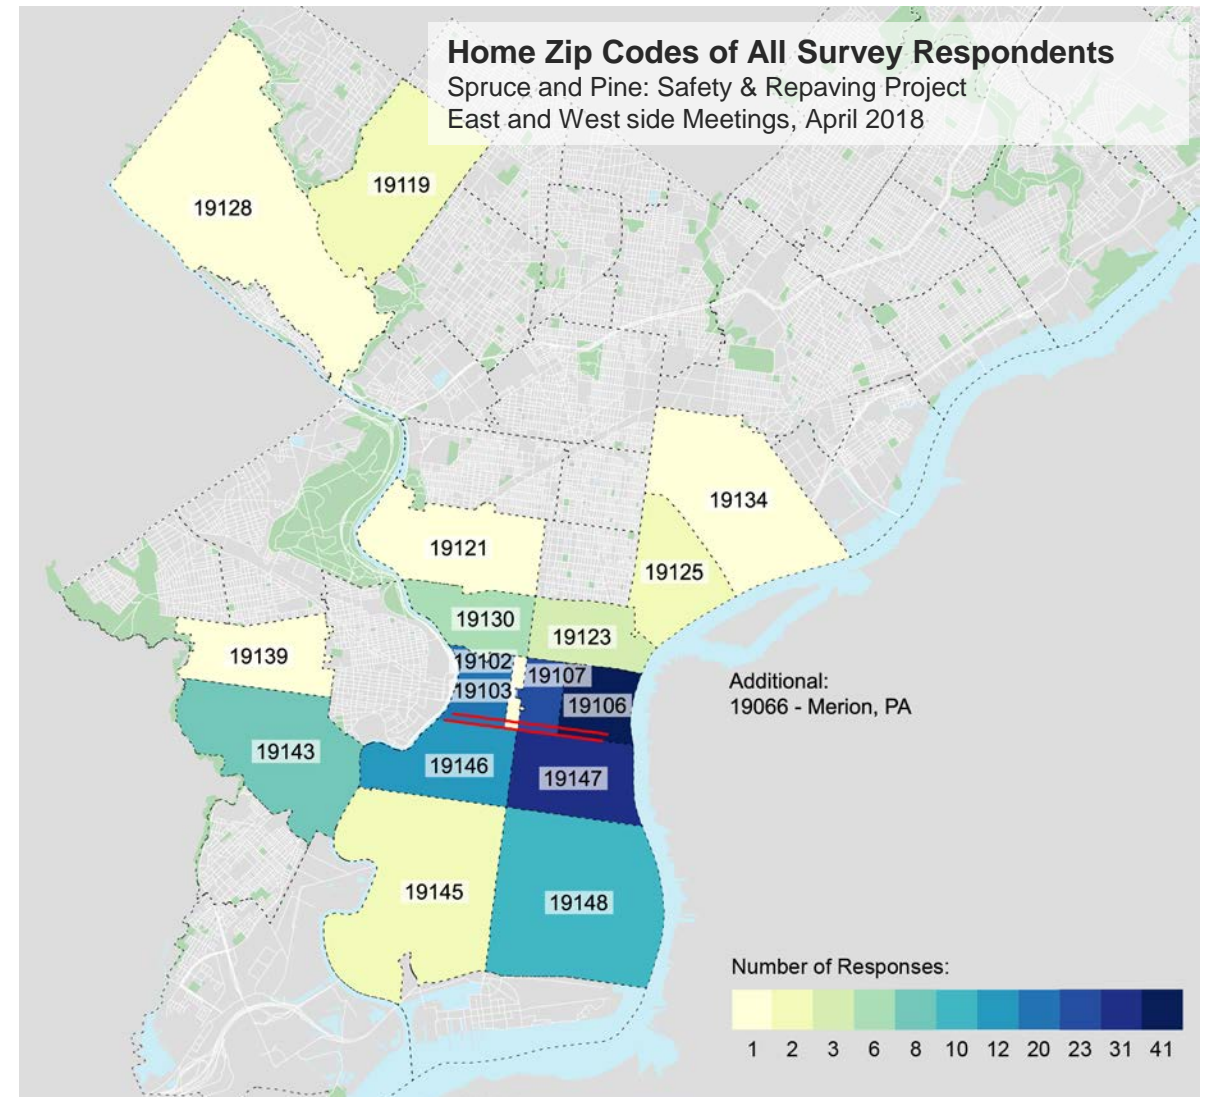 Home Zip Codes of All Survey Respondents
Spruce and Pine: Safety & Repaving Project
East and West side Meetings, April 2018
19119
19128
19134
19121
19125
19130
19123
19139
19102
19107
19103
19106
Additional:
19066 - Merion, PA
19143
19146
19147
19145
19148
Number of Responses:
1 2 3 6 8 10 12 20 23 31 41